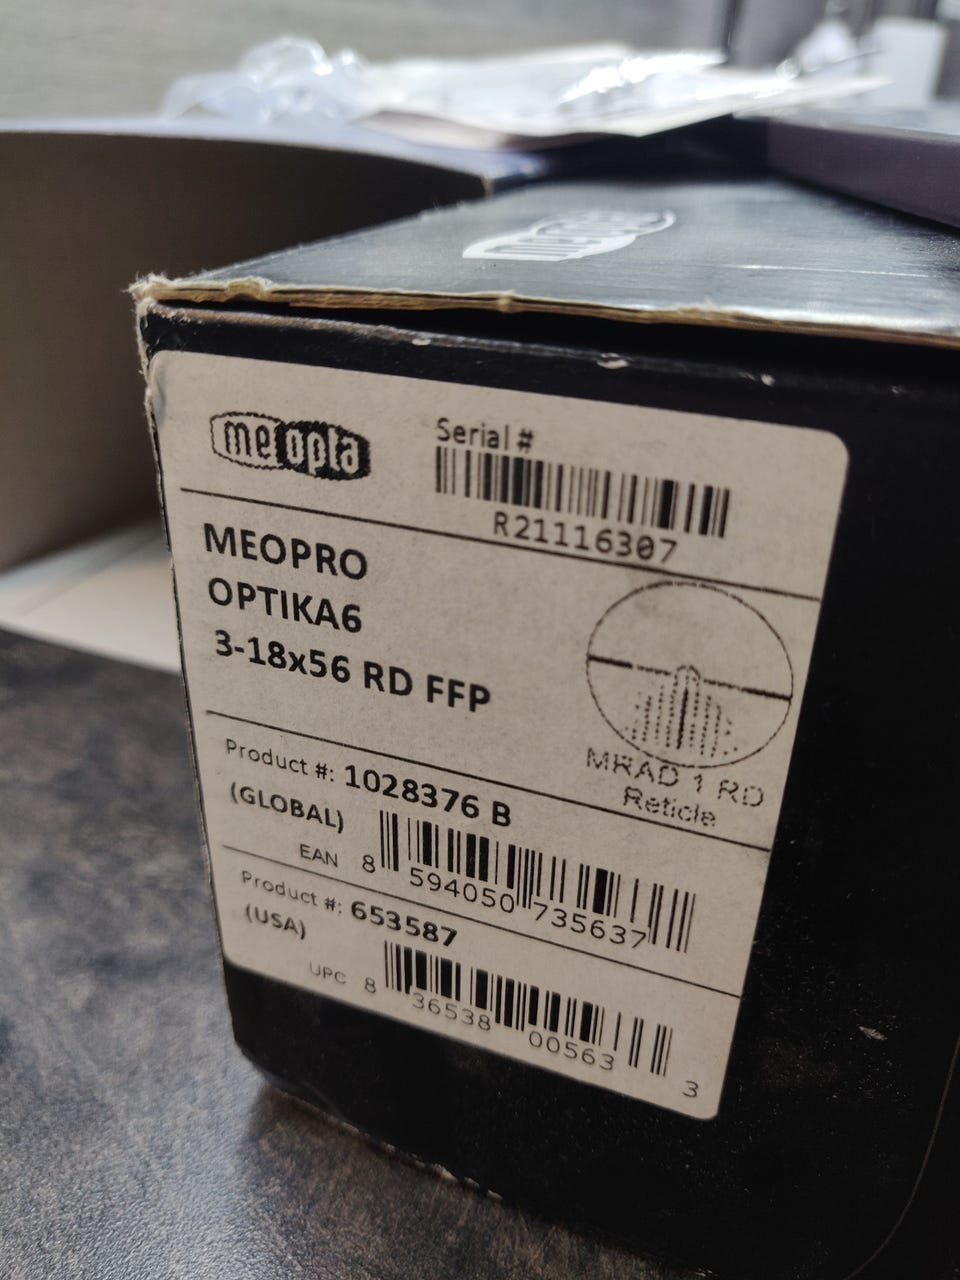 meopta
meopta
Serial #
R21116307
MEOPRO
OPTIKA6
3-18x56 RD FFP
MRAD 1 RD
Reticle
Product #: 1028376 B
(GLOBAL)
EAN 8 594050 735637
Product #: 653587
(USA)
UPC 8 36538 00563 3